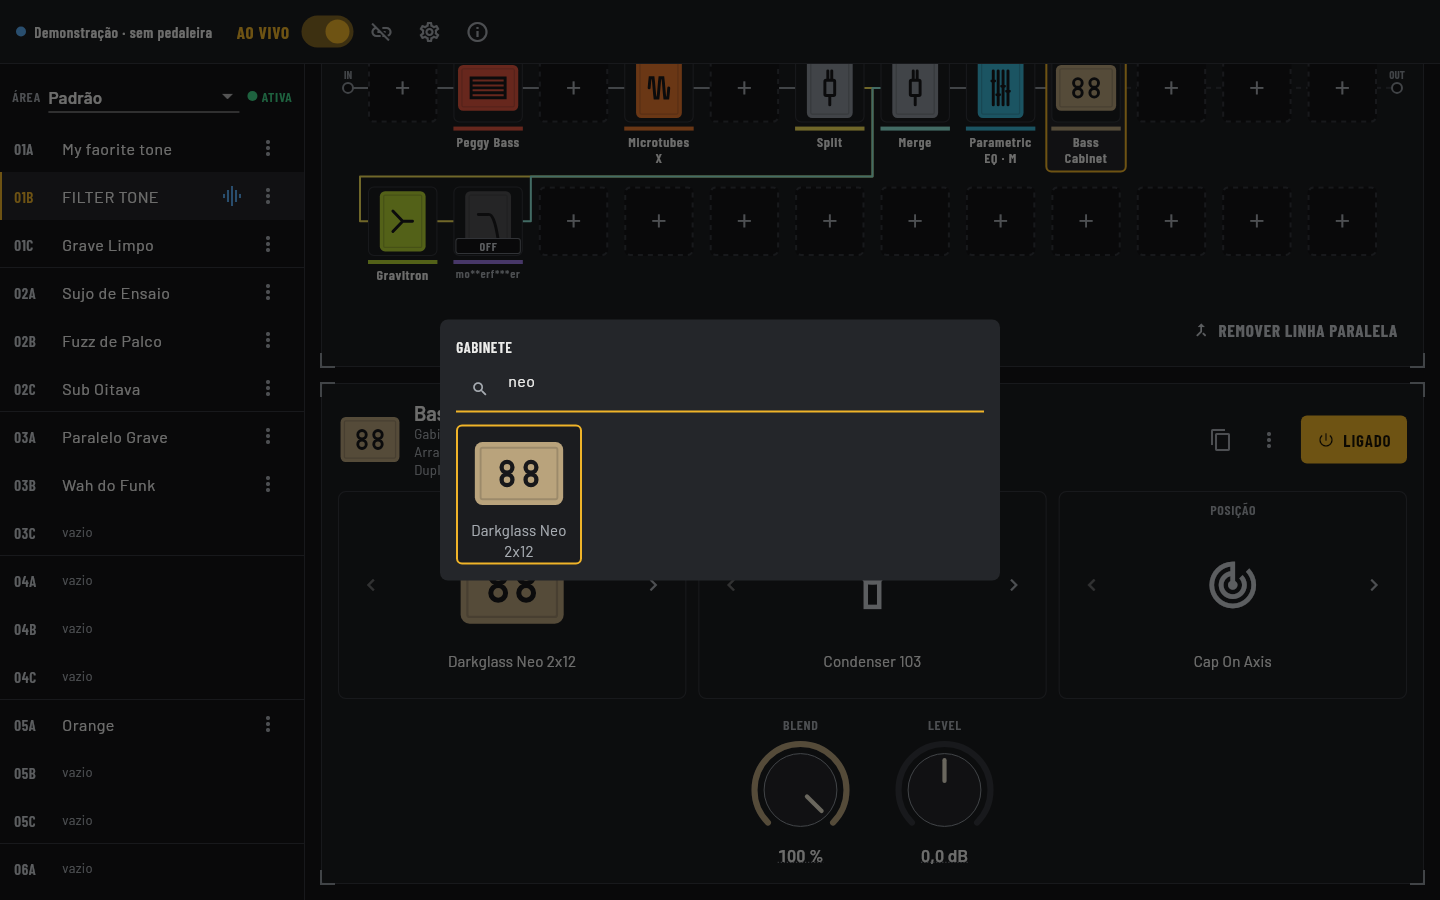 Demonstração · sem pedaleira
AO VIVO
ÁREA Padrão
ATIVA
01A My faorite tone
01B FILTER TONE
01C Grave Limpo
02A Sujo de Ensaio
02B Fuzz de Palco
02C Sub Oitava
03A Paralelo Grave
03B Wah do Funk
03C vazio
04A vazio
04B vazio
04C vazio
05A Orange
05B vazio
05C vazio
06A vazio
IN
OUT
88
Peggy Bass
Microtubes
X
Split
Merge
Parametric
EQ · M
Bass
Cabinet
OFF
Gravitron
mo**erf***er
REMOVER LINHA PARALELA
GABINETE
neo
88
Darkglass Neo
2x12
88
Bas
Gabi
Arra
Dupl
LIGADO
88
Darkglass Neo 2x12
Condenser 103
POSIÇÃO
Cap On Axis
BLEND
100 %
LEVEL
0,0 dB